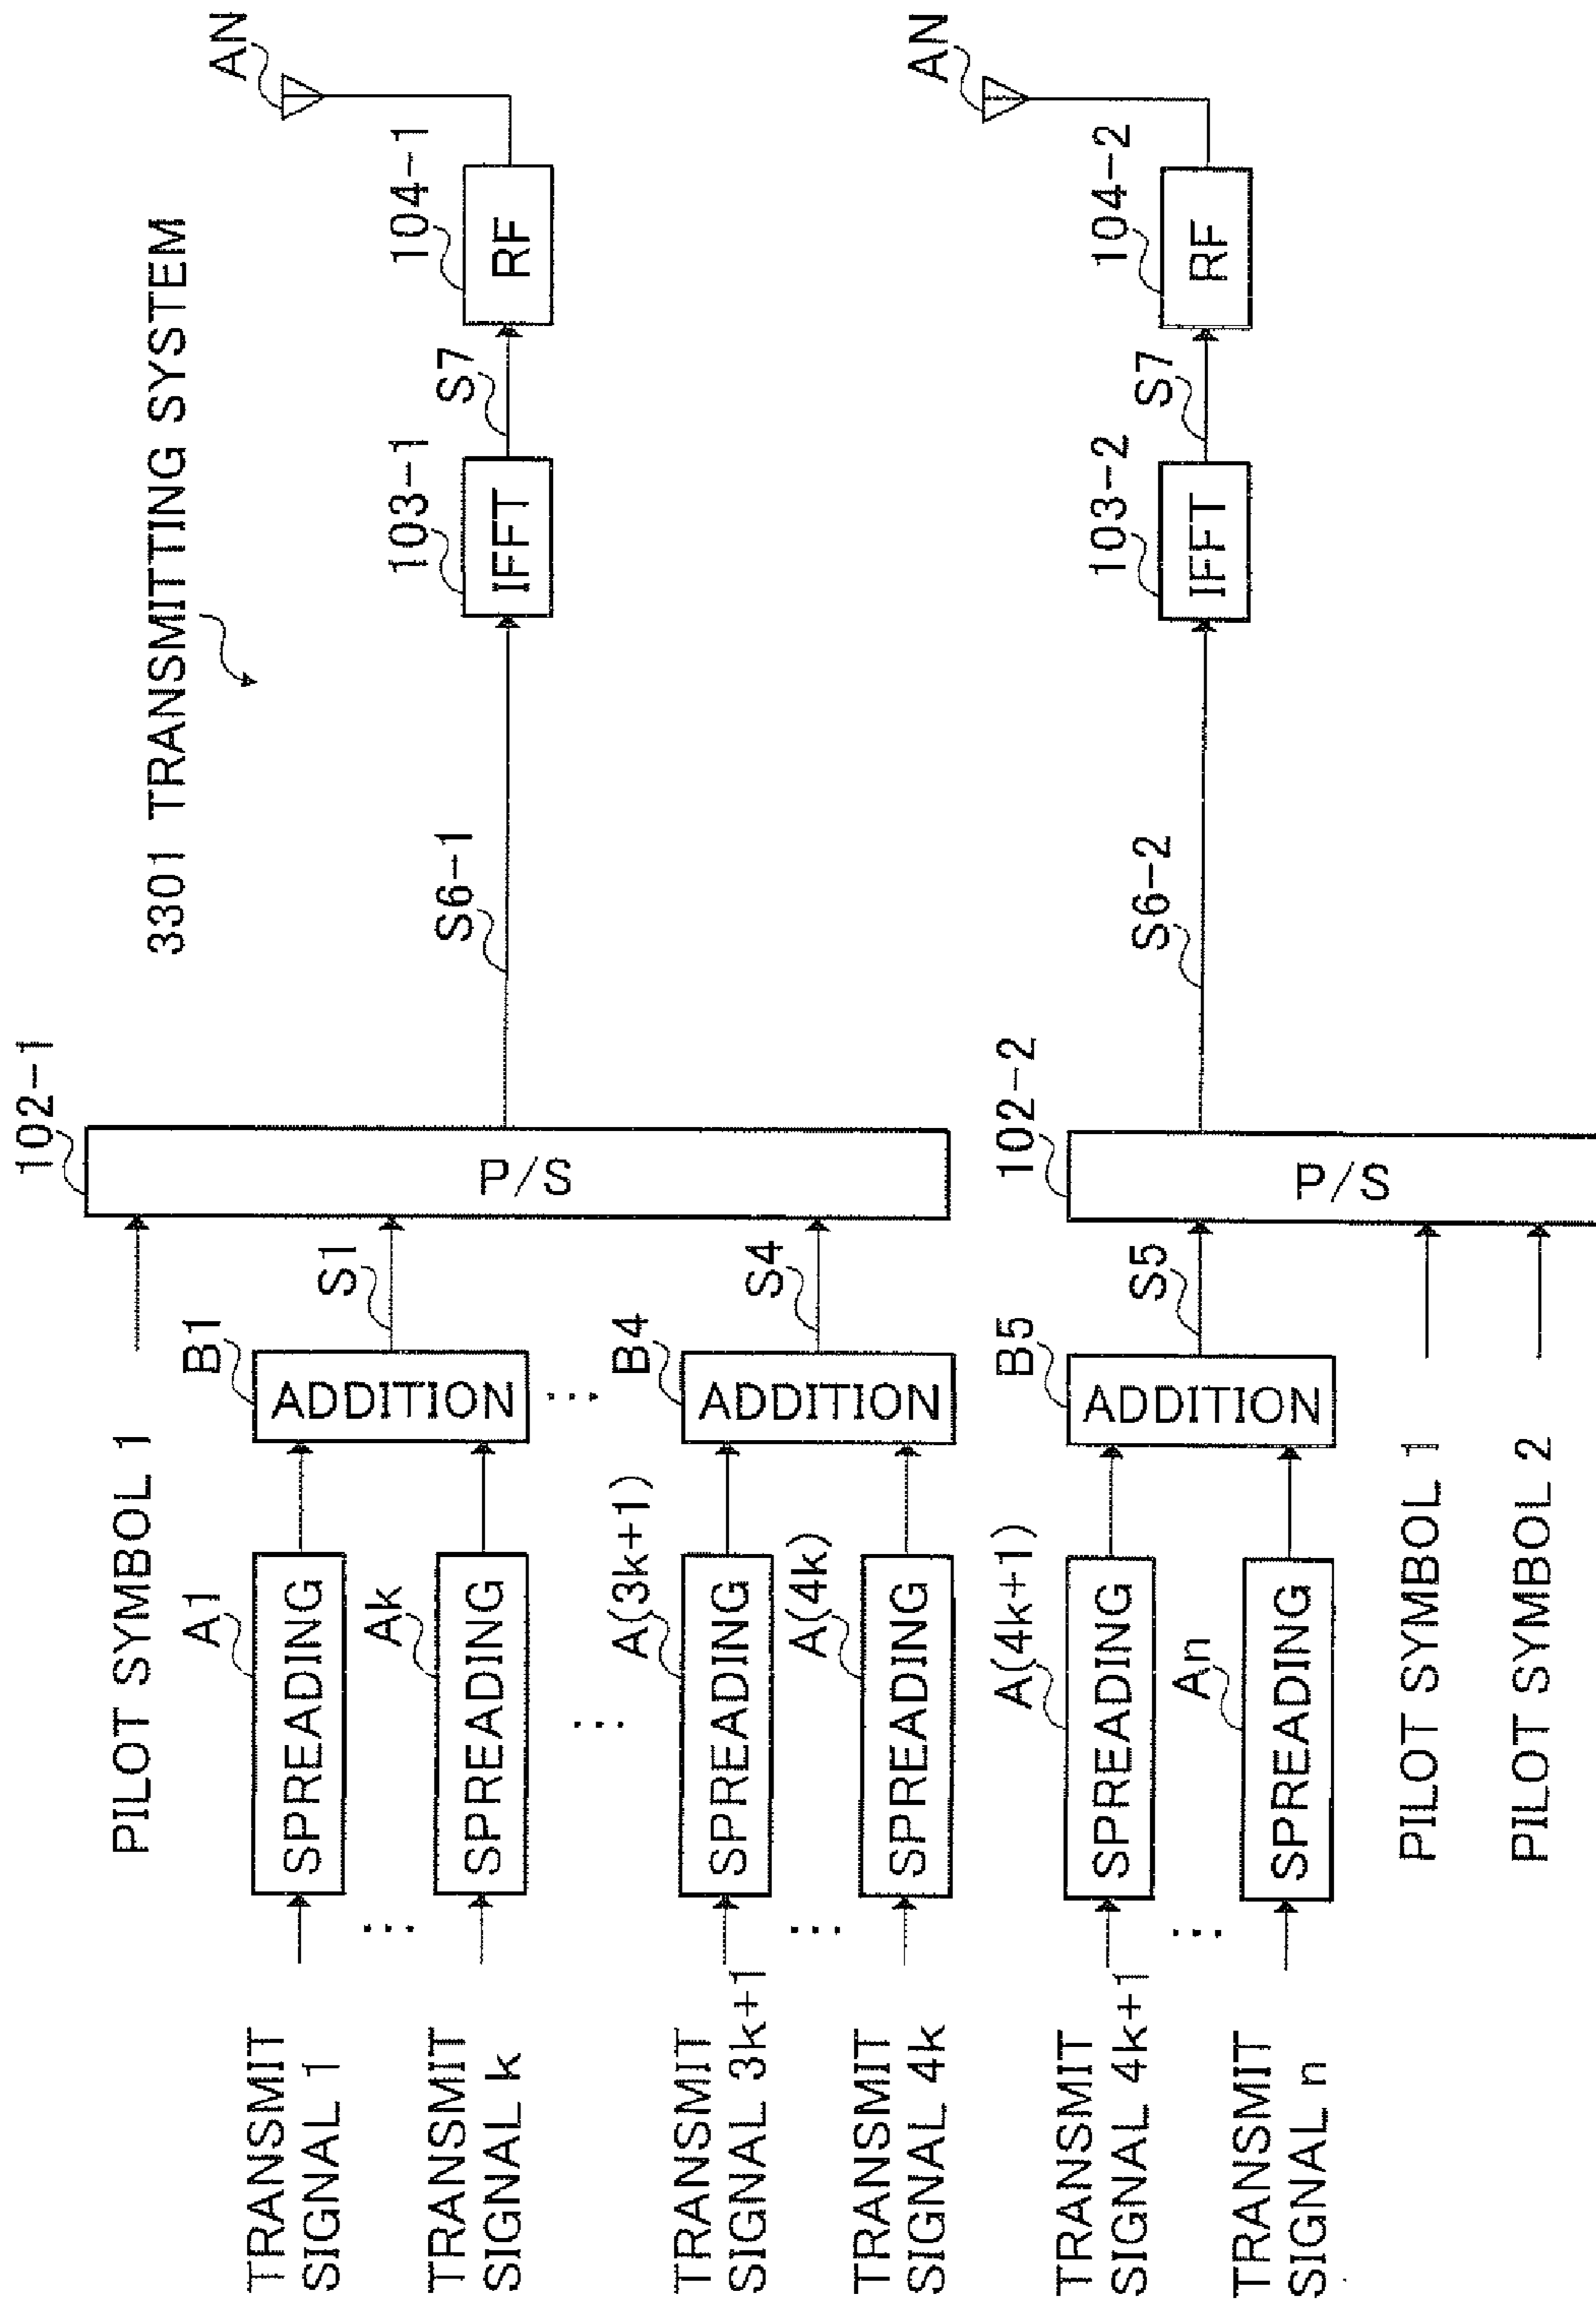 3301 TRANSMITTING SYSTEM
PILOT SYMBOL 1
102-1
P/S
TRANSMIT
SIGNAL 1
A1
SPREADING
B1
ADDITION
S1
...
TRANSMIT
SIGNAL k
Ak
SPREADING
S6-1
103-1
IFFT
S7
104-1
RF
AN
...
...
TRANSMIT
SIGNAL 3k+1
A(3k+1)
SPREADING
B4
ADDITION
S4
...
TRANSMIT
SIGNAL 4k
A(4k)
SPREADING
TRANSMIT
SIGNAL 4k+1
A(4k+1)
SPREADING
B5
ADDITION
S5
102-2
P/S
S6-2
103-2
IFFT
S7
104-2
RF
AN
...
TRANSMIT
SIGNAL n
An
SPREADING
PILOT SYMBOL 1
PILOT SYMBOL 2